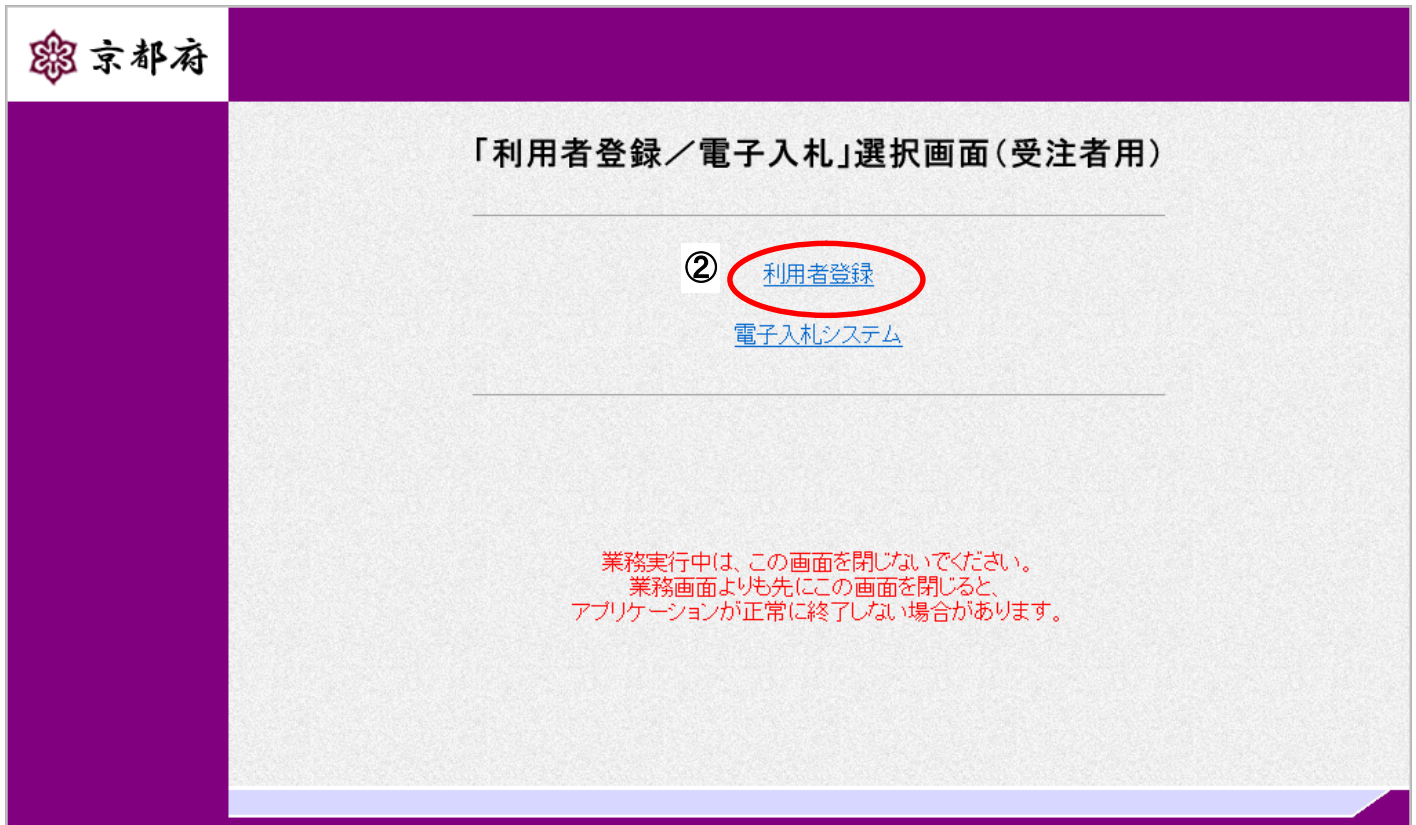 京都府
「利用者登録／電子入札」選択画面(受注者用)
②
利用者登録
電子入札システム
業務実行中は、この画面を閉じないでください。
業務画面よりも先にこの画面を閉じると、
アプリケーションが正常に終了しない場合があります。